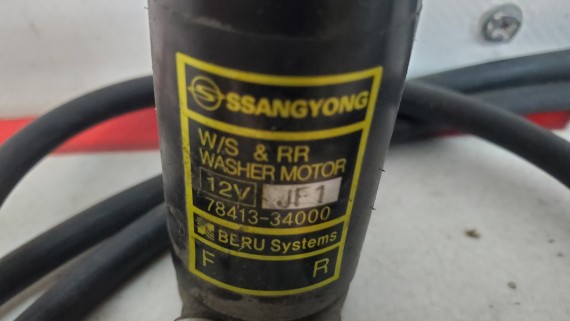 SSANGYONG
W/S & RR
WASHER MOTOR
12V JF1
78413-34000
BERU Systems
F R